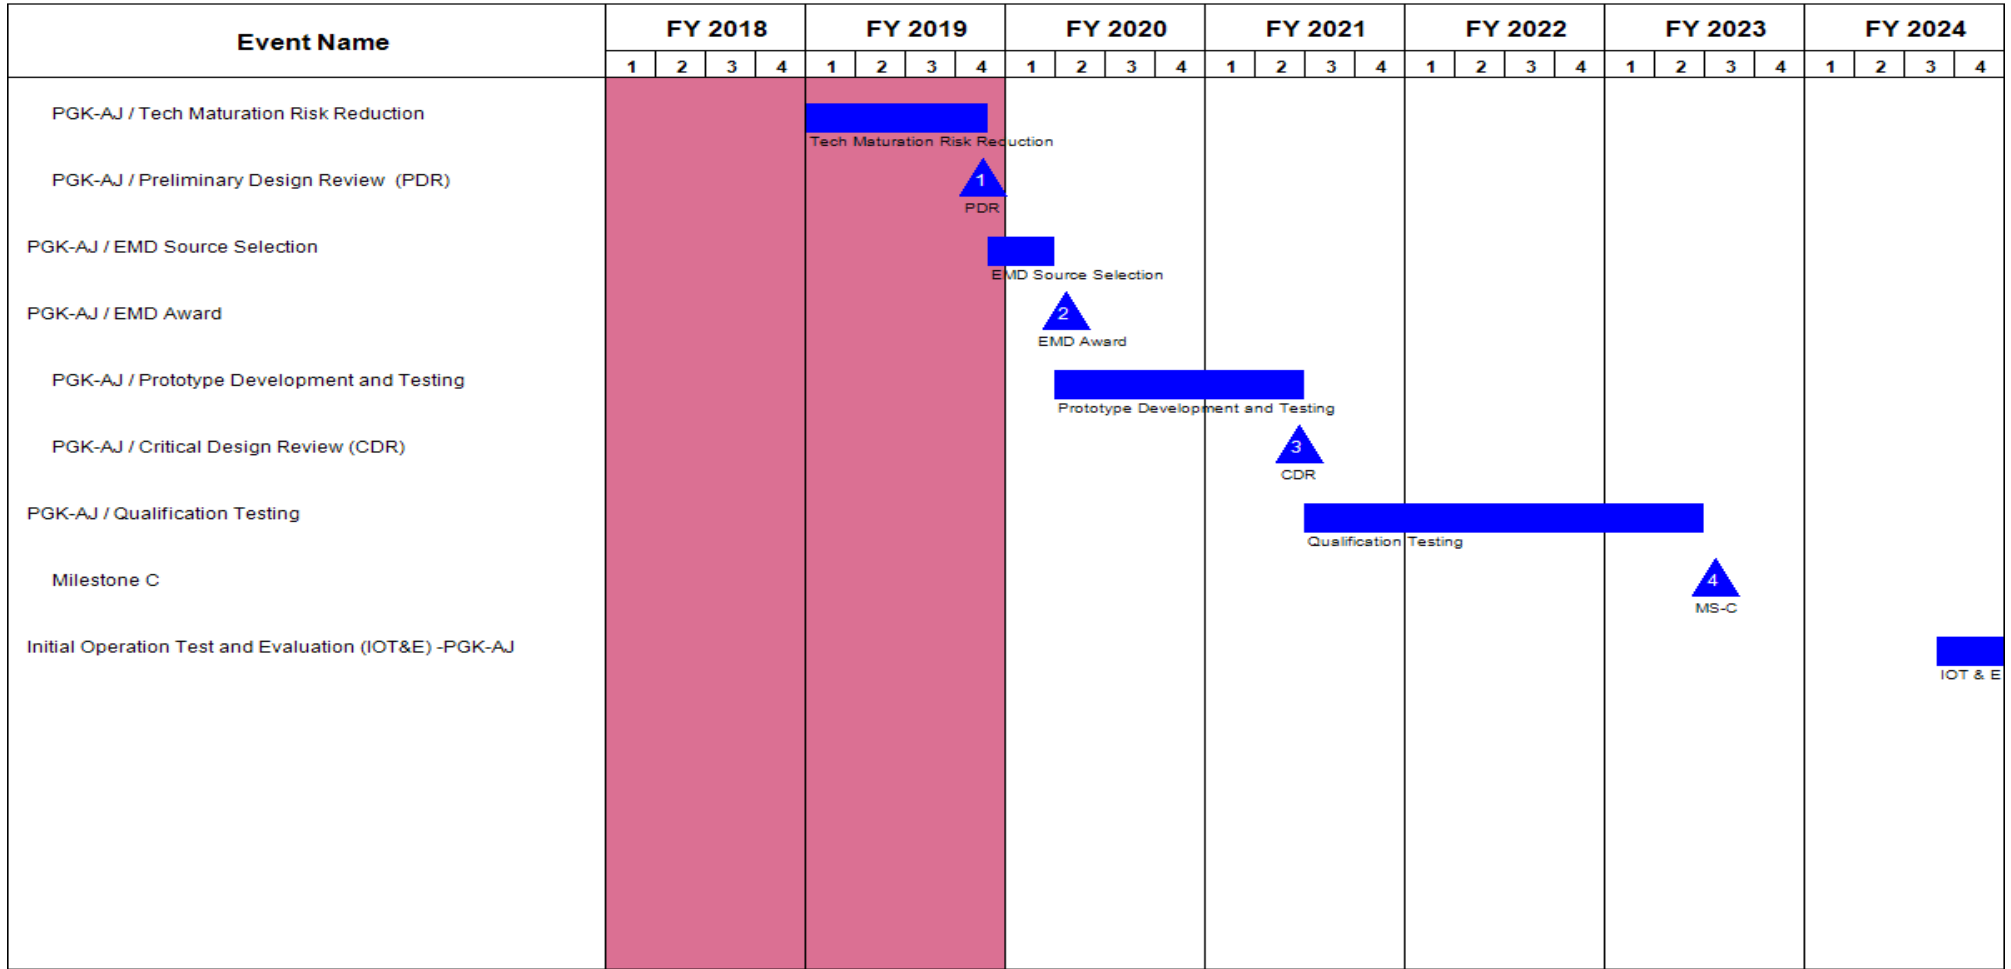 Event Name
FY 2018 FY 2019 FY 2020 FY 2021 FY 2022 FY 2023 FY 2024
1 2 3 4 1 2 3 4 1 2 3 4 1 2 3 4 1 2 3 4 1 2 3 4 1 2 3 4
PGK-AJ / Tech Maturation Risk Reduction
Tech Maturation Risk Reduction
PGK-AJ / Preliminary Design Review (PDR)
1
PDR
PGK-AJ / EMD Source Selection
EMD Source Selection
PGK-AJ / EMD Award
2
EMD Award
PGK-AJ / Prototype Development and Testing
Prototype Development and Testing
PGK-AJ / Critical Design Review (CDR)
3
CDR
PGK-AJ / Qualification Testing
Qualification Testing
Milestone C
4
MS-C
Initial Operation Test and Evaluation (IOT&E) -PGK-AJ
IOT & E